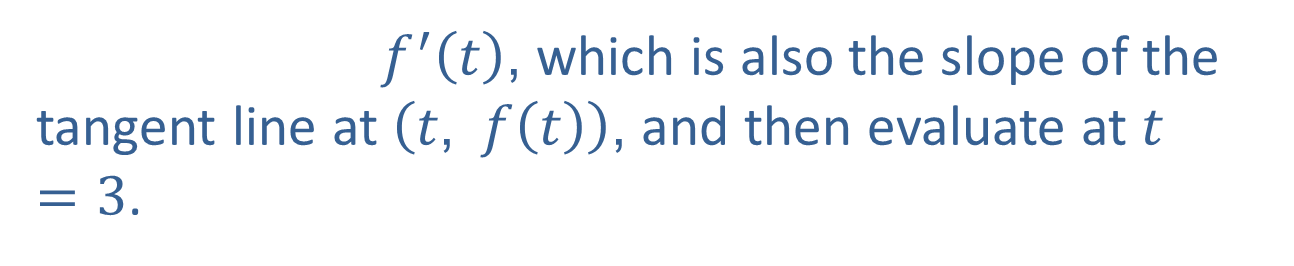 f′(t), which is also the slope of the
tangent line at (t, f(t)), and then evaluate at t
= 3.